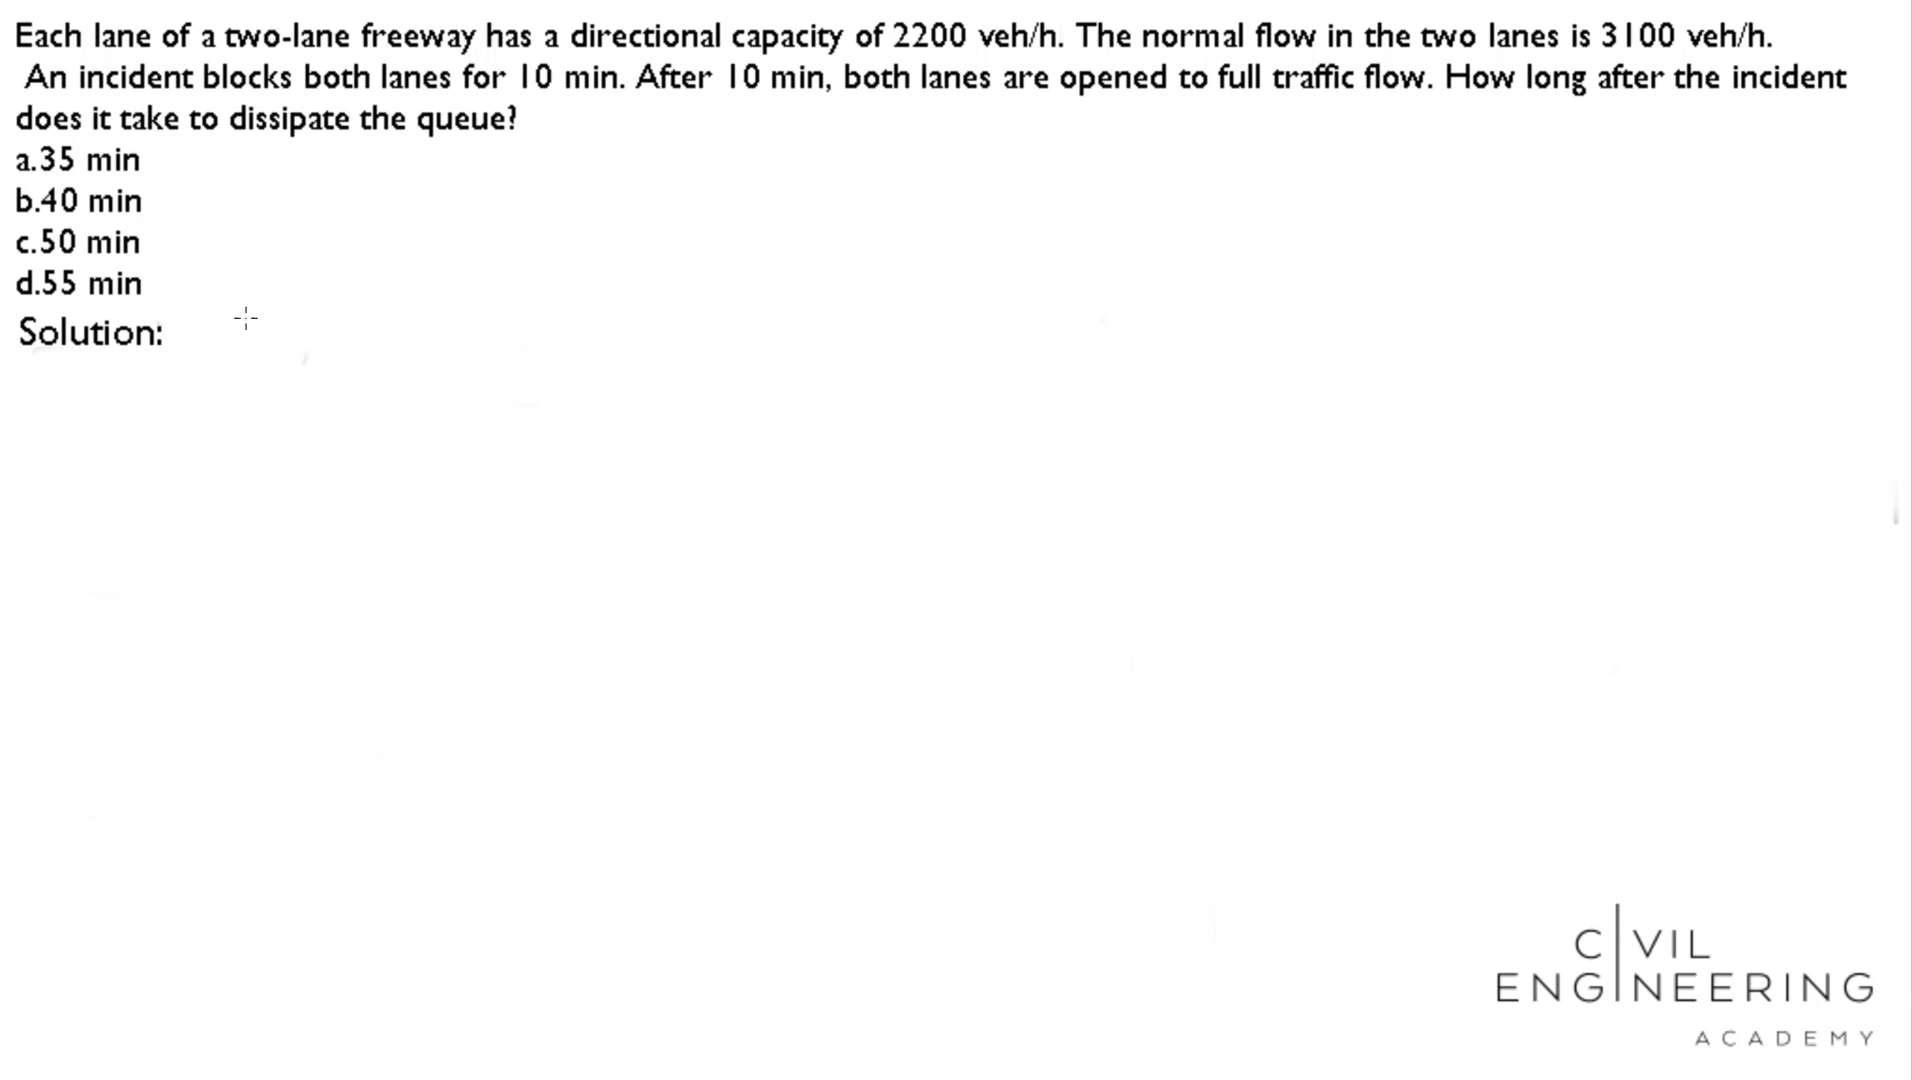 Each lane of a two-lane freeway has a directional capacity of 2200 veh/h. The normal flow in the two lanes is 3100 veh/h.
An incident blocks both lanes for 10 min. After 10 min, both lanes are opened to full traffic flow. How long after the incident
does it take to dissipate the queue?
a.35 min
b.40 min
c.50 min
d.55 min
Solution:
CIVIL
ENGINEERING
ACADEMY